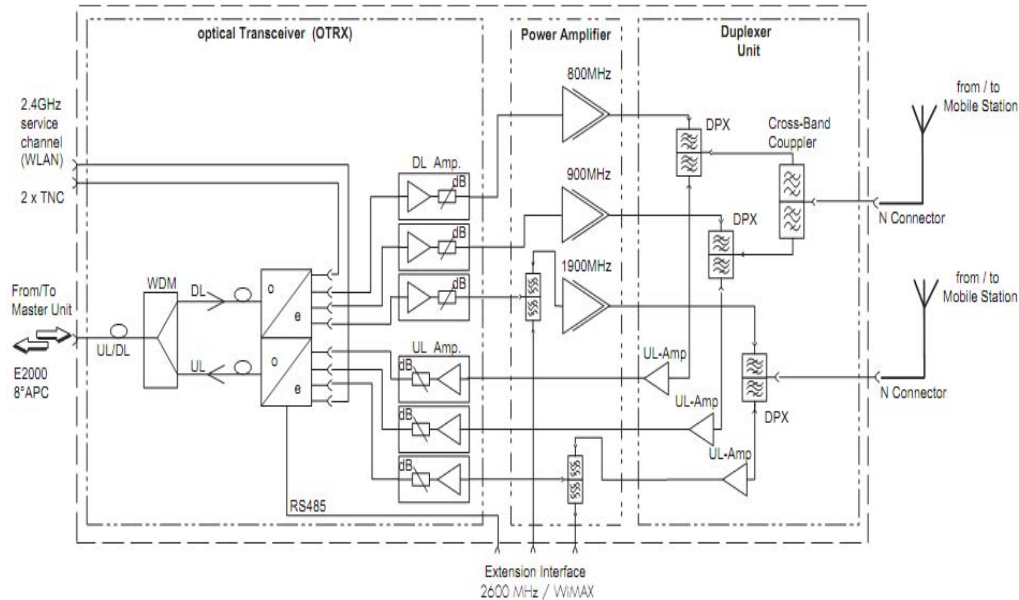 optical Transceiver (OTRX)
Power Amplifier
Duplexer
Unit
800MHz
from / to
Mobile Station
2.4GHz
service
channel
(WLAN)
DPX
Cross-Band
Couppler
DL Amp.
dB
2 x TNC
900MHz
N Connector
DPX
dB
1900MHz
WDM
o
dB
from / to
Mobile Station
From/To
Master Unit
DL
e
UL/DL
UL
o
UL Amp.
UL-Amp
E2000
8°APC
dB
e
N Connector
UL-Amp
DPX
dB
UL-Amp
dB
RS485
Extension Interface
2600 MHz / WiMAX